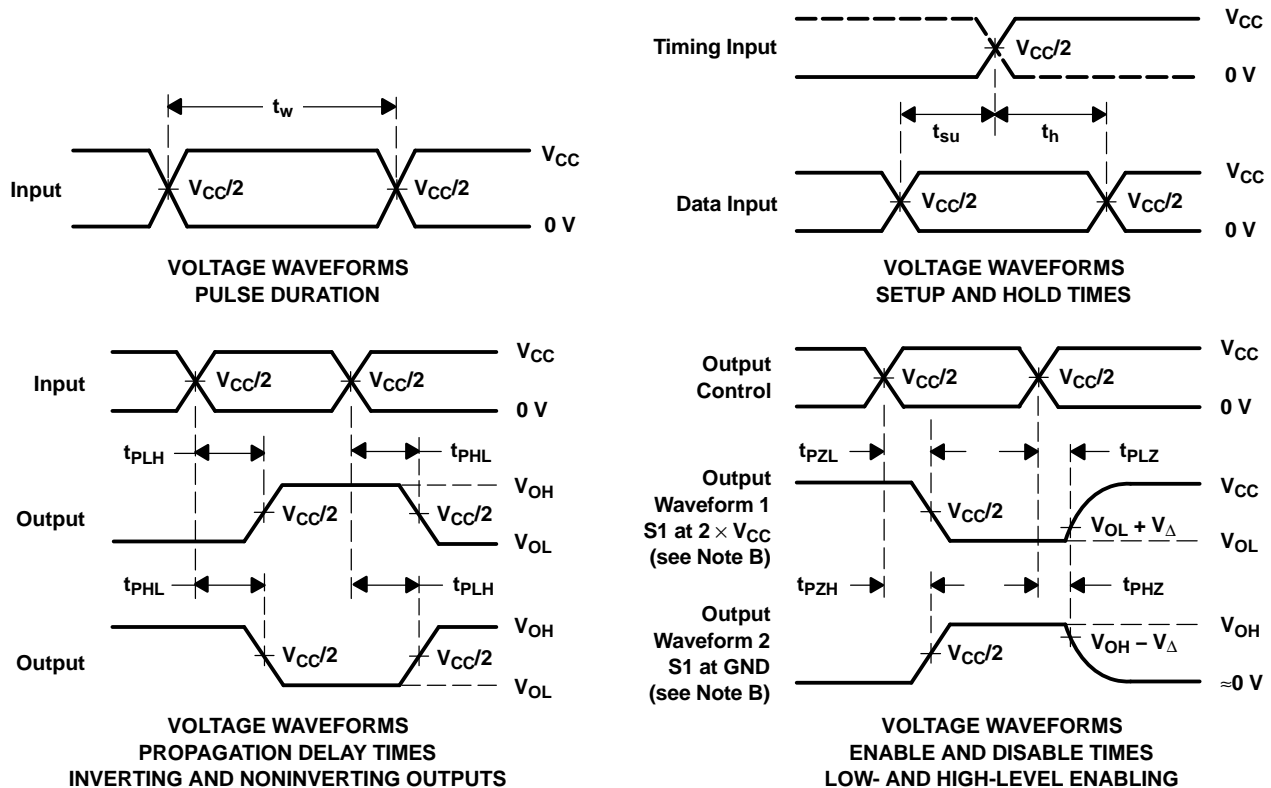 t_w
Input
V_CC/2
V_CC/2
V_CC
0 V
VOLTAGE WAVEFORMS
PULSE DURATION
Timing Input
V_CC/2
V_CC
0 V
t_su
t_h
Data Input
V_CC/2
V_CC/2
V_CC
0 V
VOLTAGE WAVEFORMS
SETUP AND HOLD TIMES
Input
V_CC/2
V_CC/2
V_CC
0 V
t_PLH
t_PHL
Output
V_CC/2
V_CC/2
V_OH
V_OL
t_PHL
t_PLH
Output
V_CC/2
V_CC/2
V_OH
V_OL
VOLTAGE WAVEFORMS
PROPAGATION DELAY TIMES
INVERTING AND NONINVERTING OUTPUTS
Output
Control
V_CC/2
V_CC/2
V_CC
0 V
t_PZL
t_PLZ
Output
Waveform 1
S1 at 2 × V_CC
(see Note B)
V_CC/2
V_OL + V_Δ
V_CC
V_OL
t_PZH
t_PHZ
Output
Waveform 2
S1 at GND
(see Note B)
V_CC/2
V_OH − V_Δ
V_OH
≈0 V
VOLTAGE WAVEFORMS
ENABLE AND DISABLE TIMES
LOW- AND HIGH-LEVEL ENABLING